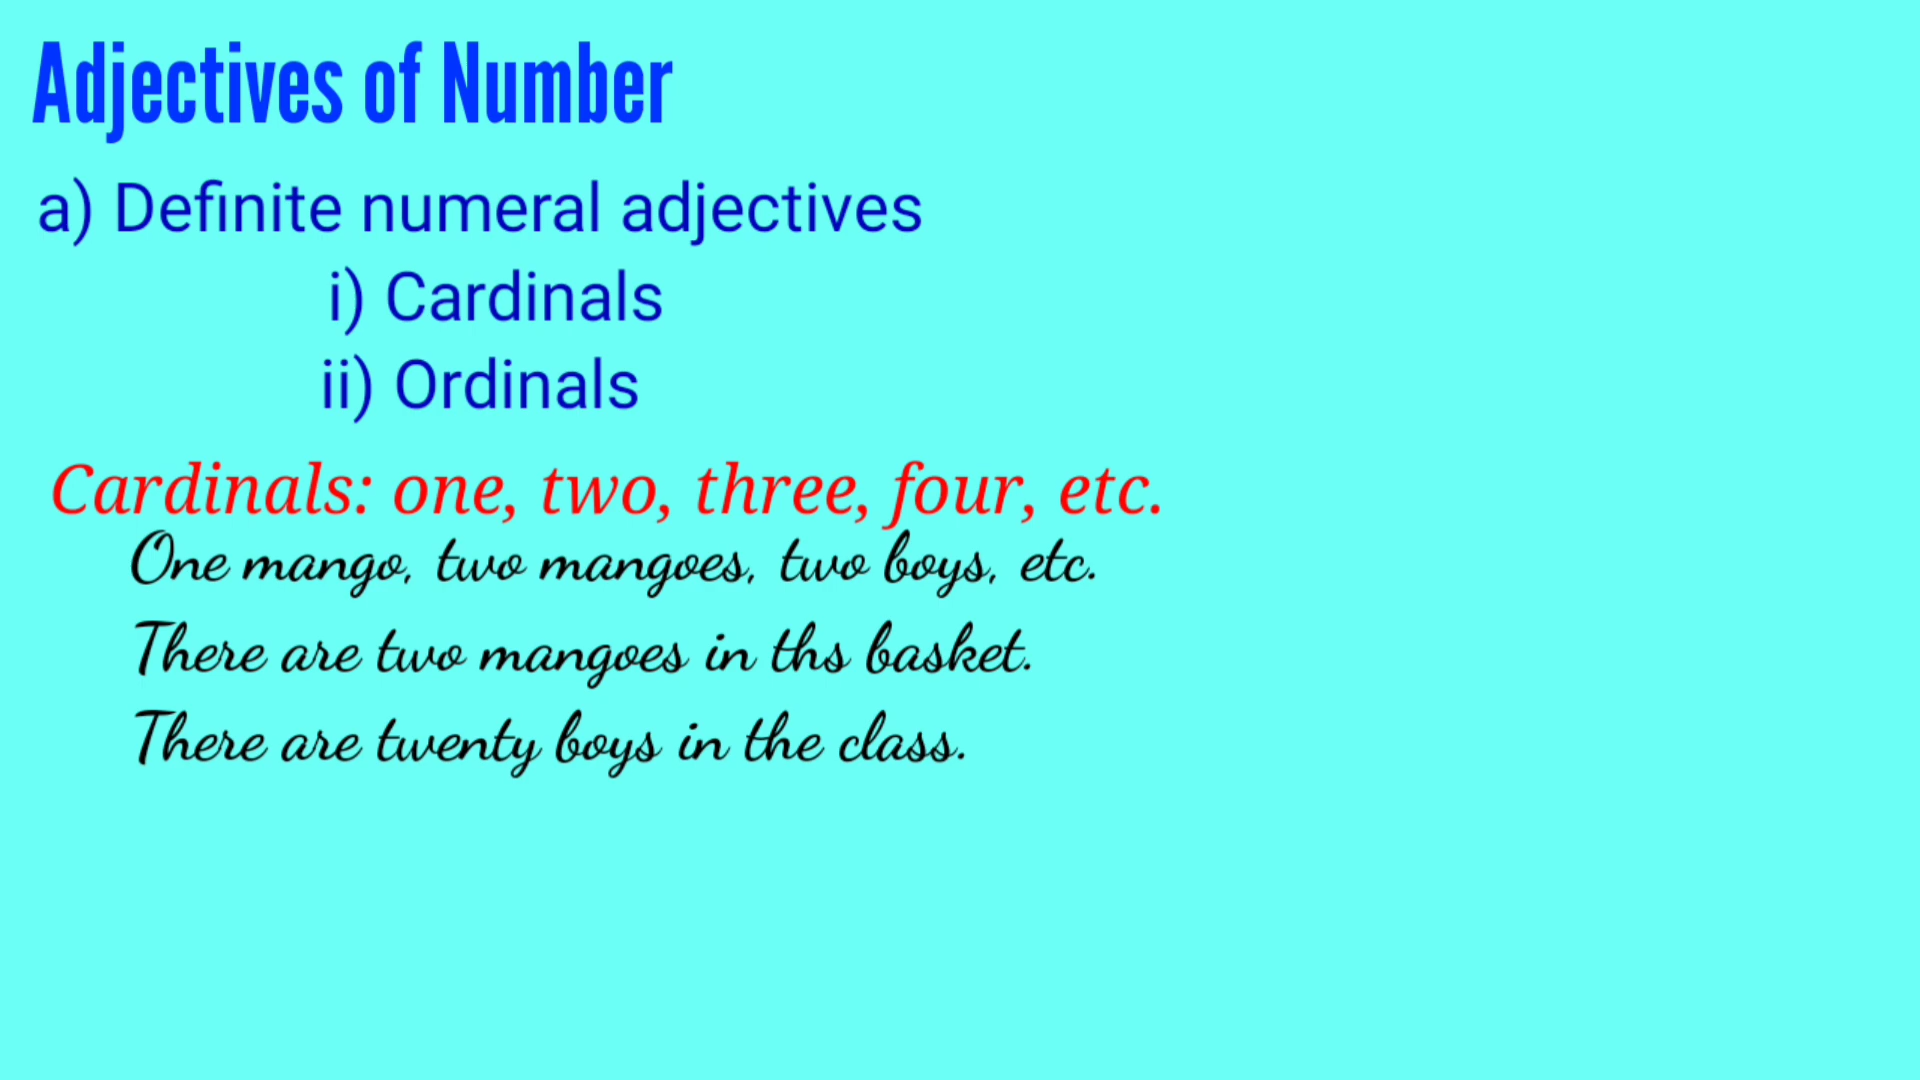 Adjectives of Number
a) Definite numeral adjectives
i) Cardinals
ii) Ordinals
Cardinals: one, two, three, four, etc.
One mango, two mangoes, two boys, etc.
There are two mangoes in ths basket.
There are twenty boys in the class.